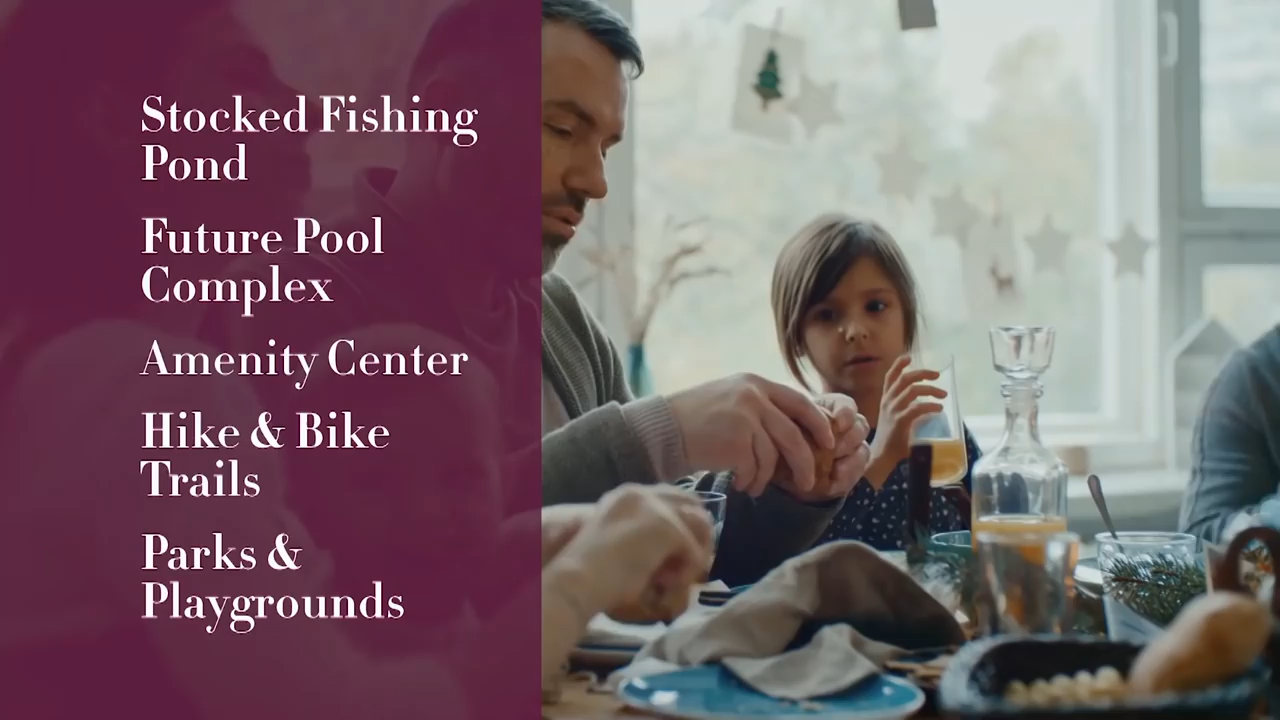 Stocked Fishing
Pond
Future Pool
Complex
Amenity Center
Hike & Bike
Trails
Parks &
Playgrounds